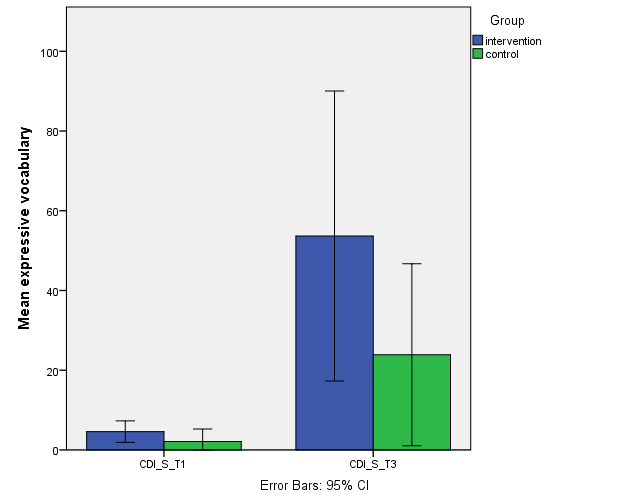 Group
intervention
control
Mean expressive vocabulary
100
80
60
40
20
0
CDI_S_T1
CDI_S_T3
Error Bars: 95% CI